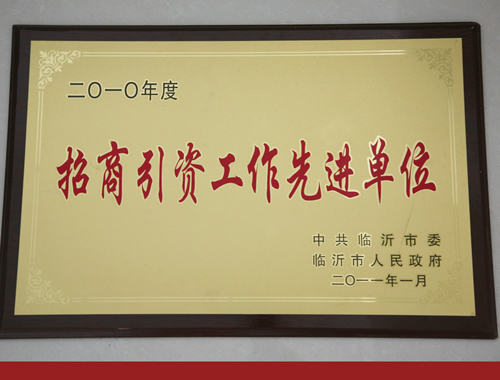 二〇一〇年度
招商引资工作先进单位
中共临沂市委
临沂市人民政府
二〇一一年一月